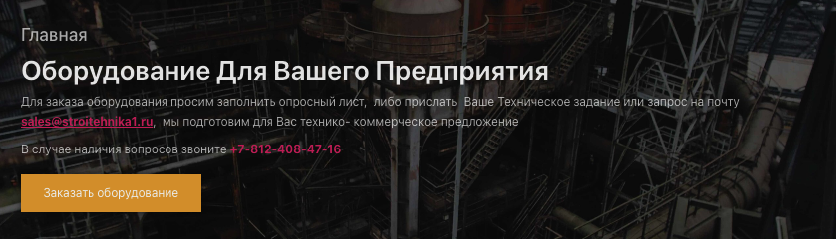 Главная
Оборудование Для Вашего Предприятия
Для заказа оборудования просим заполнить опросный лист, либо прислать Ваше Техническое задание или запрос на почту
sales@stroitehnika1.ru, мы подготовим для Вас технико- коммерческое предложение
В случае наличия вопросов звоните +7-812-408-47-16
Заказать оборудование